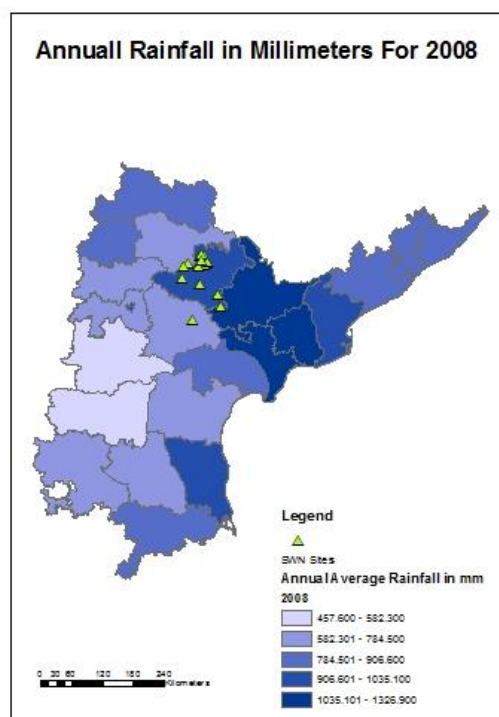 Annuall Rainfall in Millimeters For 2008
Legend
SWN Sites
Annual Average Rainfall in mm
2008
457.600 - 582.300
582.301 - 784.500
784.501 - 906.600
906.601 - 1035.100
1035.101 - 1326.900
0 30 60 120 180 240
Kilometers